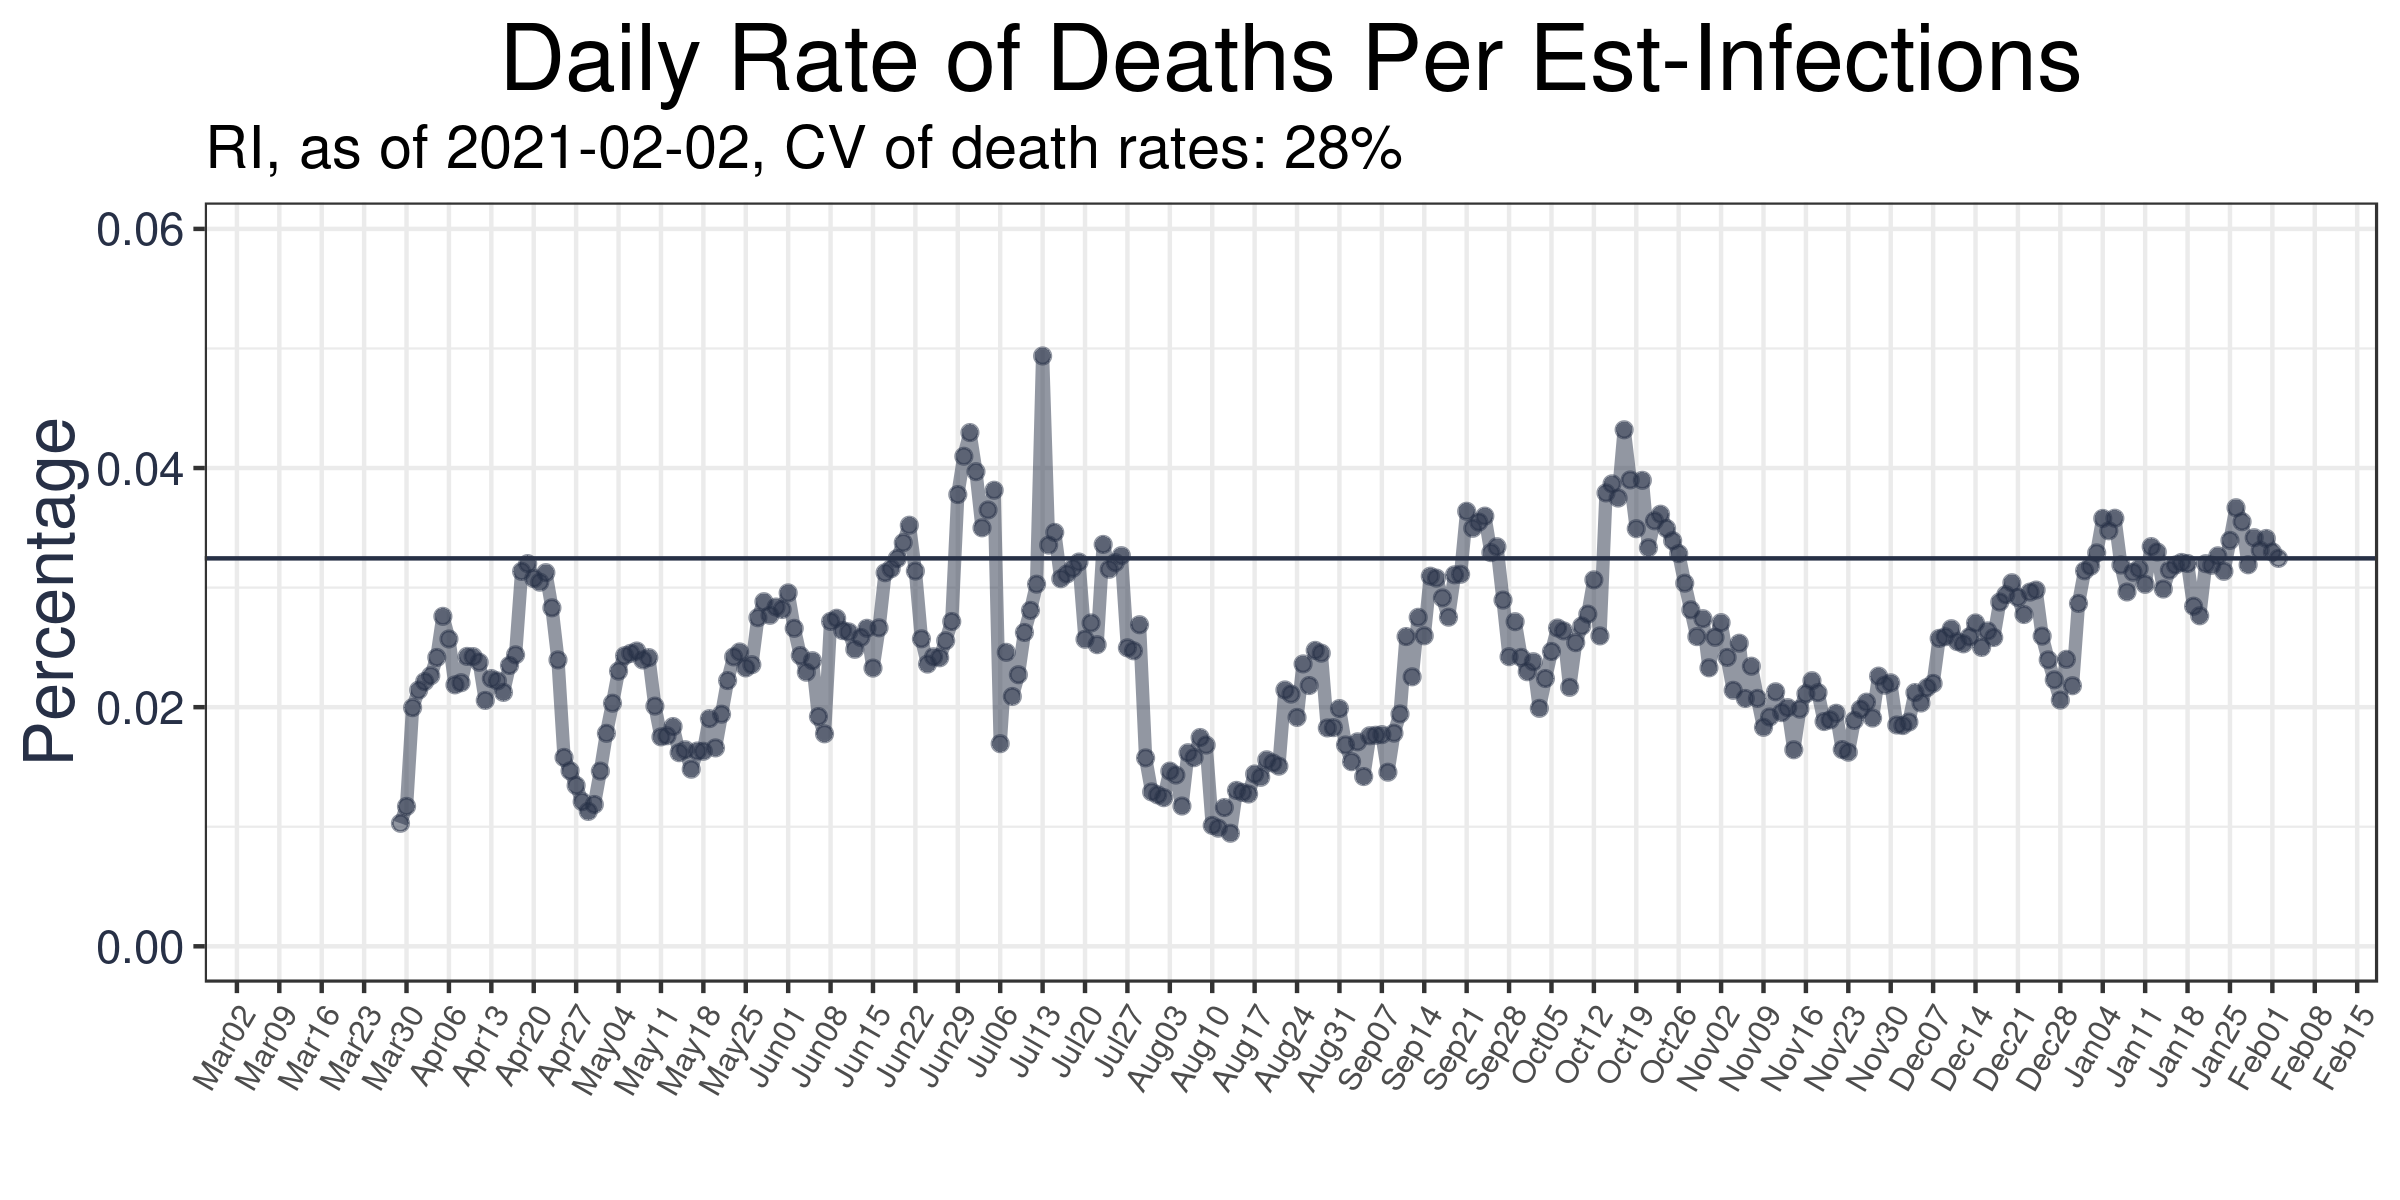 Daily Rate of Deaths Per Est-Infections
RI, as of 2021-02-02, CV of death rates: 28%
Percentage
0.06
0.04
0.02
0.00
Mar02
Mar09
Mar16
Mar23
Mar30
Apr06
Apr13
Apr20
Apr27
May04
May11
May18
May25
Jun01
Jun08
Jun15
Jun22
Jun29
Jul06
Jul13
Jul20
Jul27
Aug03
Aug10
Aug17
Aug24
Aug31
Sep07
Sep14
Sep21
Sep28
Oct05
Oct12
Oct19
Oct26
Nov02
Nov09
Nov16
Nov23
Nov30
Dec07
Dec14
Dec21
Dec28
Jan04
Jan11
Jan18
Jan25
Feb01
Feb08
Feb15